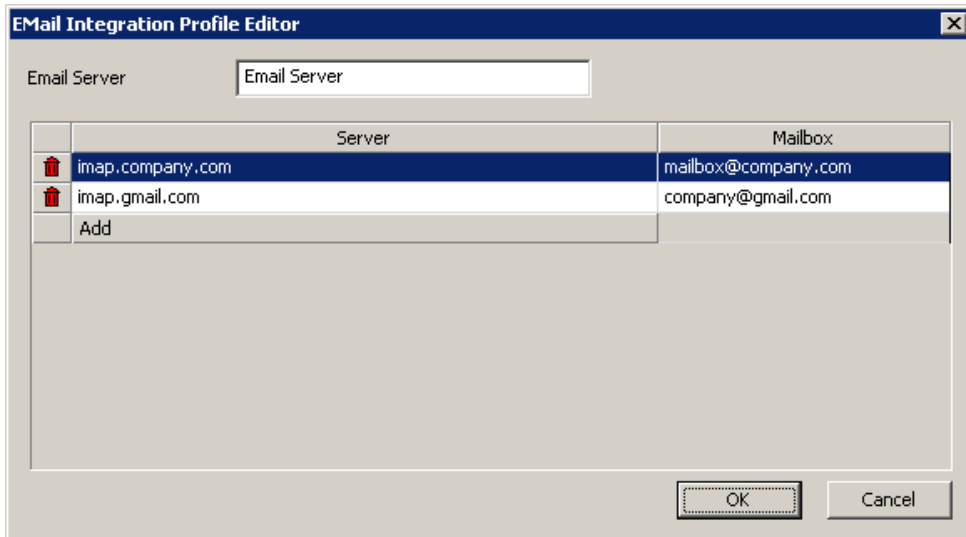 EMail Integration Profile Editor
Email Server Email Server
Server Mailbox
imap.company.com mailbox@company.com
imap.gmail.com company@gmail.com
Add
OK Cancel